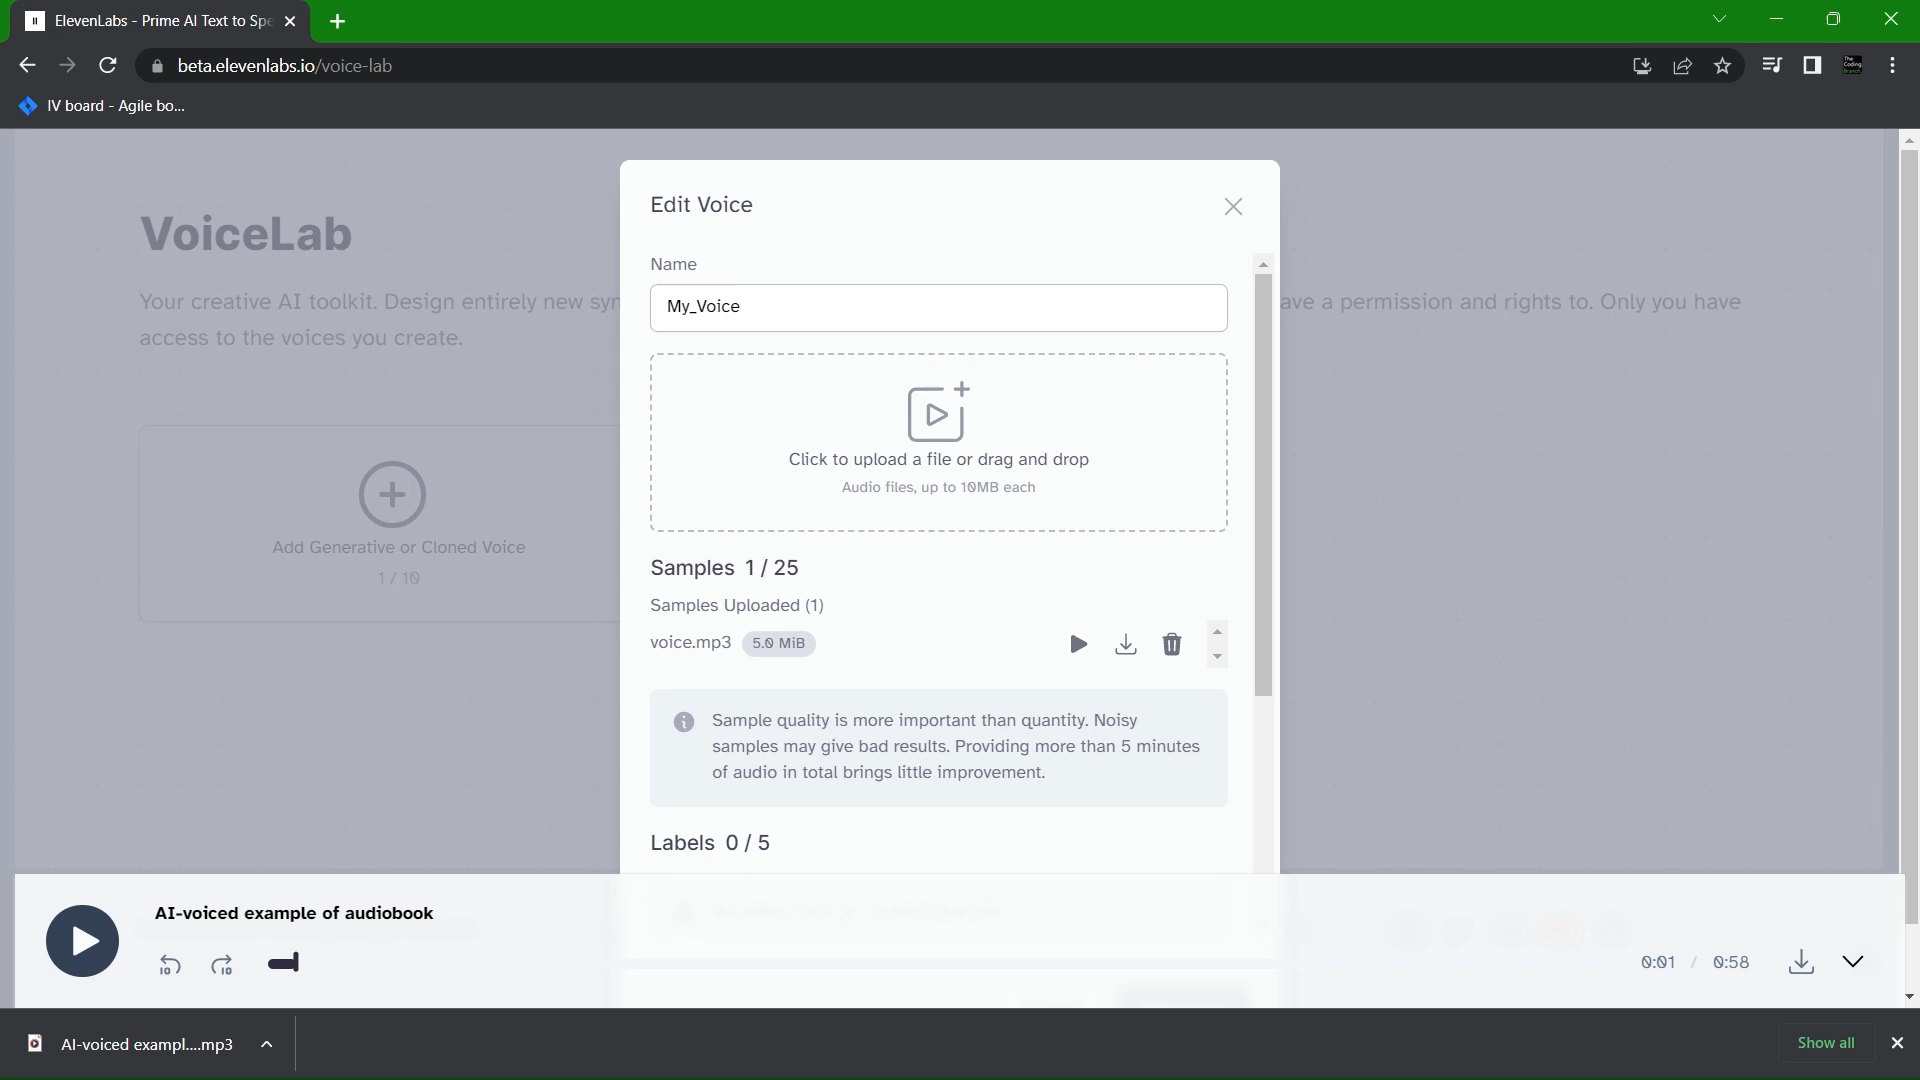 ElevenLabs - Prime AI Text to Spe
beta.elevenlabs.io/voice-lab
The
Coding
Branch.
IV board - Agile bo...
VoiceLab
Your creative AI toolkit. Design entirely new syn
ave a permission and rights to. Only you have
access to the voices you create.
Add Generative or Cloned Voice
1 / 10
Edit Voice
Name
My_Voice
Click to upload a file or drag and drop
Audio files, up to 10MB each
Samples 1 / 25
Samples Uploaded (1)
voice.mp3 5.0 MiB
Sample quality is more important than quantity. Noisy
samples may give bad results. Providing more than 5 minutes
of audio in total brings little improvement.
Labels 0 / 5
AI-voiced example of audiobook
10 10
0:01 / 0:58
AI-voiced exampl....mp3
Show all